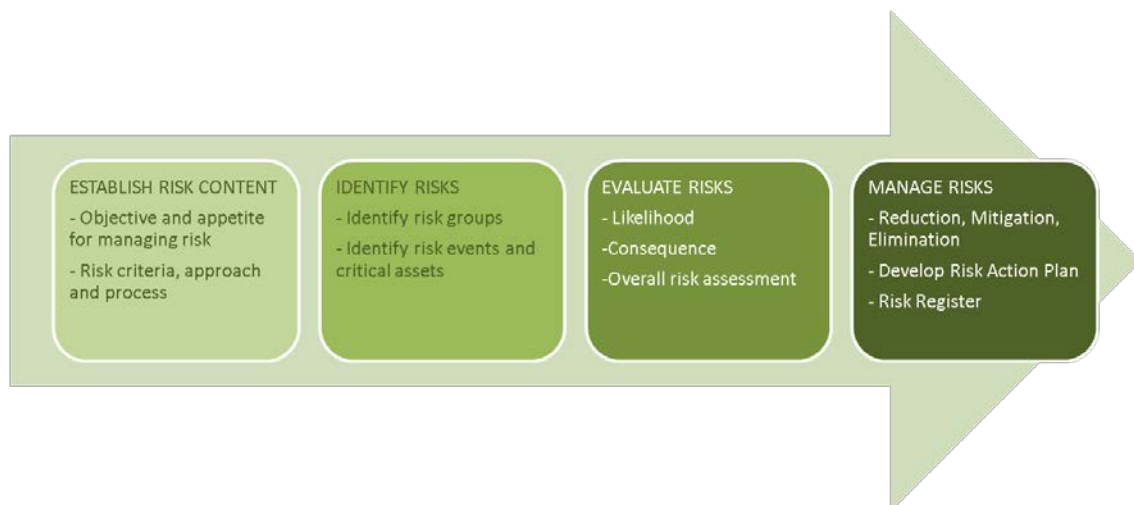 ESTABLISH RISK CONTENT
- Objective and appetite
for managing risk
- Risk criteria, approach
and process
IDENTIFY RISKS
- Identify risk groups
- Identify risk events and
critical assets
EVALUATE RISKS
- Likelihood
-Consequence
-Overall risk assessment
MANAGE RISKS
- Reduction, Mitigation,
Elimination
- Develop Risk Action Plan
- Risk Register